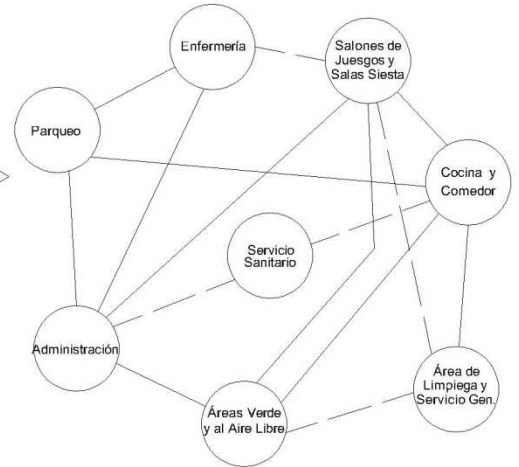 Enfermería
Salones de
Juesgos y
Salas Siesta
Parqueo
Cocina y
Comedor
Servicio
Sanitario
Administración
Área de
Limpiega y
Servicio Gen.
Áreas Verde
y al Aire Libre